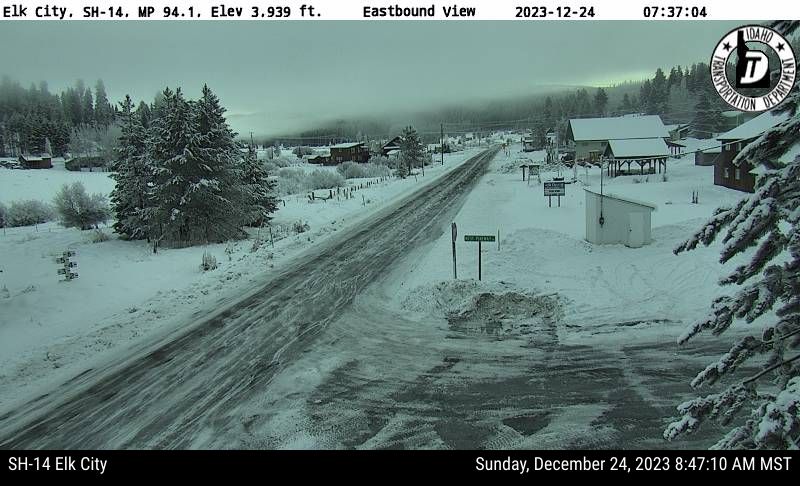 Elk City, SH-14, MP 94.1, Elev 3,939 ft. Eastbound View 2023-12-24 07:37:04
IDAHO
TRANSPORTATION DEPARTMENT
SH-14 Elk City Sunday, December 24, 2023 8:47:10 AM MST